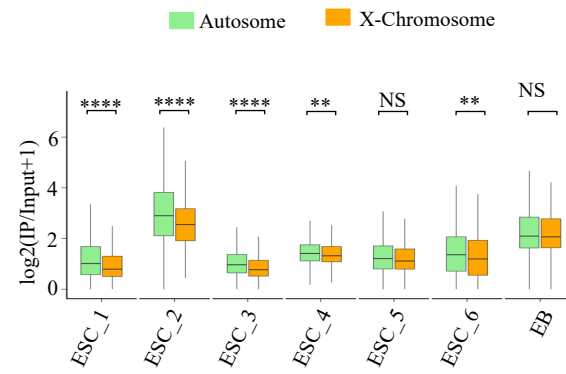 Autosome X-Chromosome
**** **** **** ** NS ** NS
log2(IP/Input+1)
6
4
2
0
ESC_1 ESC_2 ESC_3 ESC_4 ESC_5 ESC_6 EB